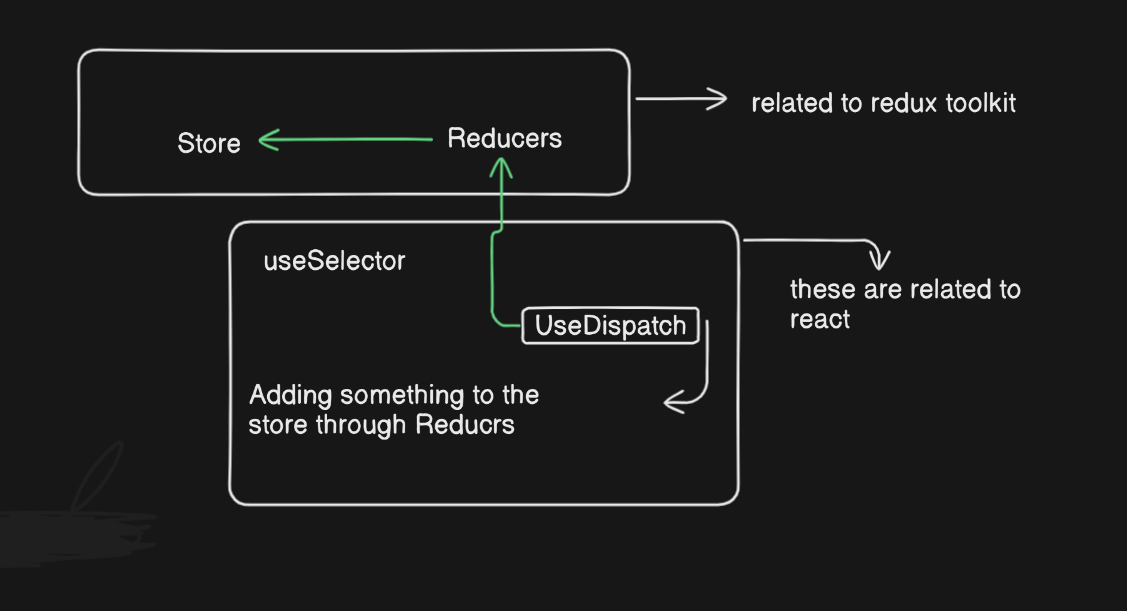 related to redux toolkit
Store
Reducers
useSelector
these are related to
react
UseDispatch
Adding something to the
store through Reducrs